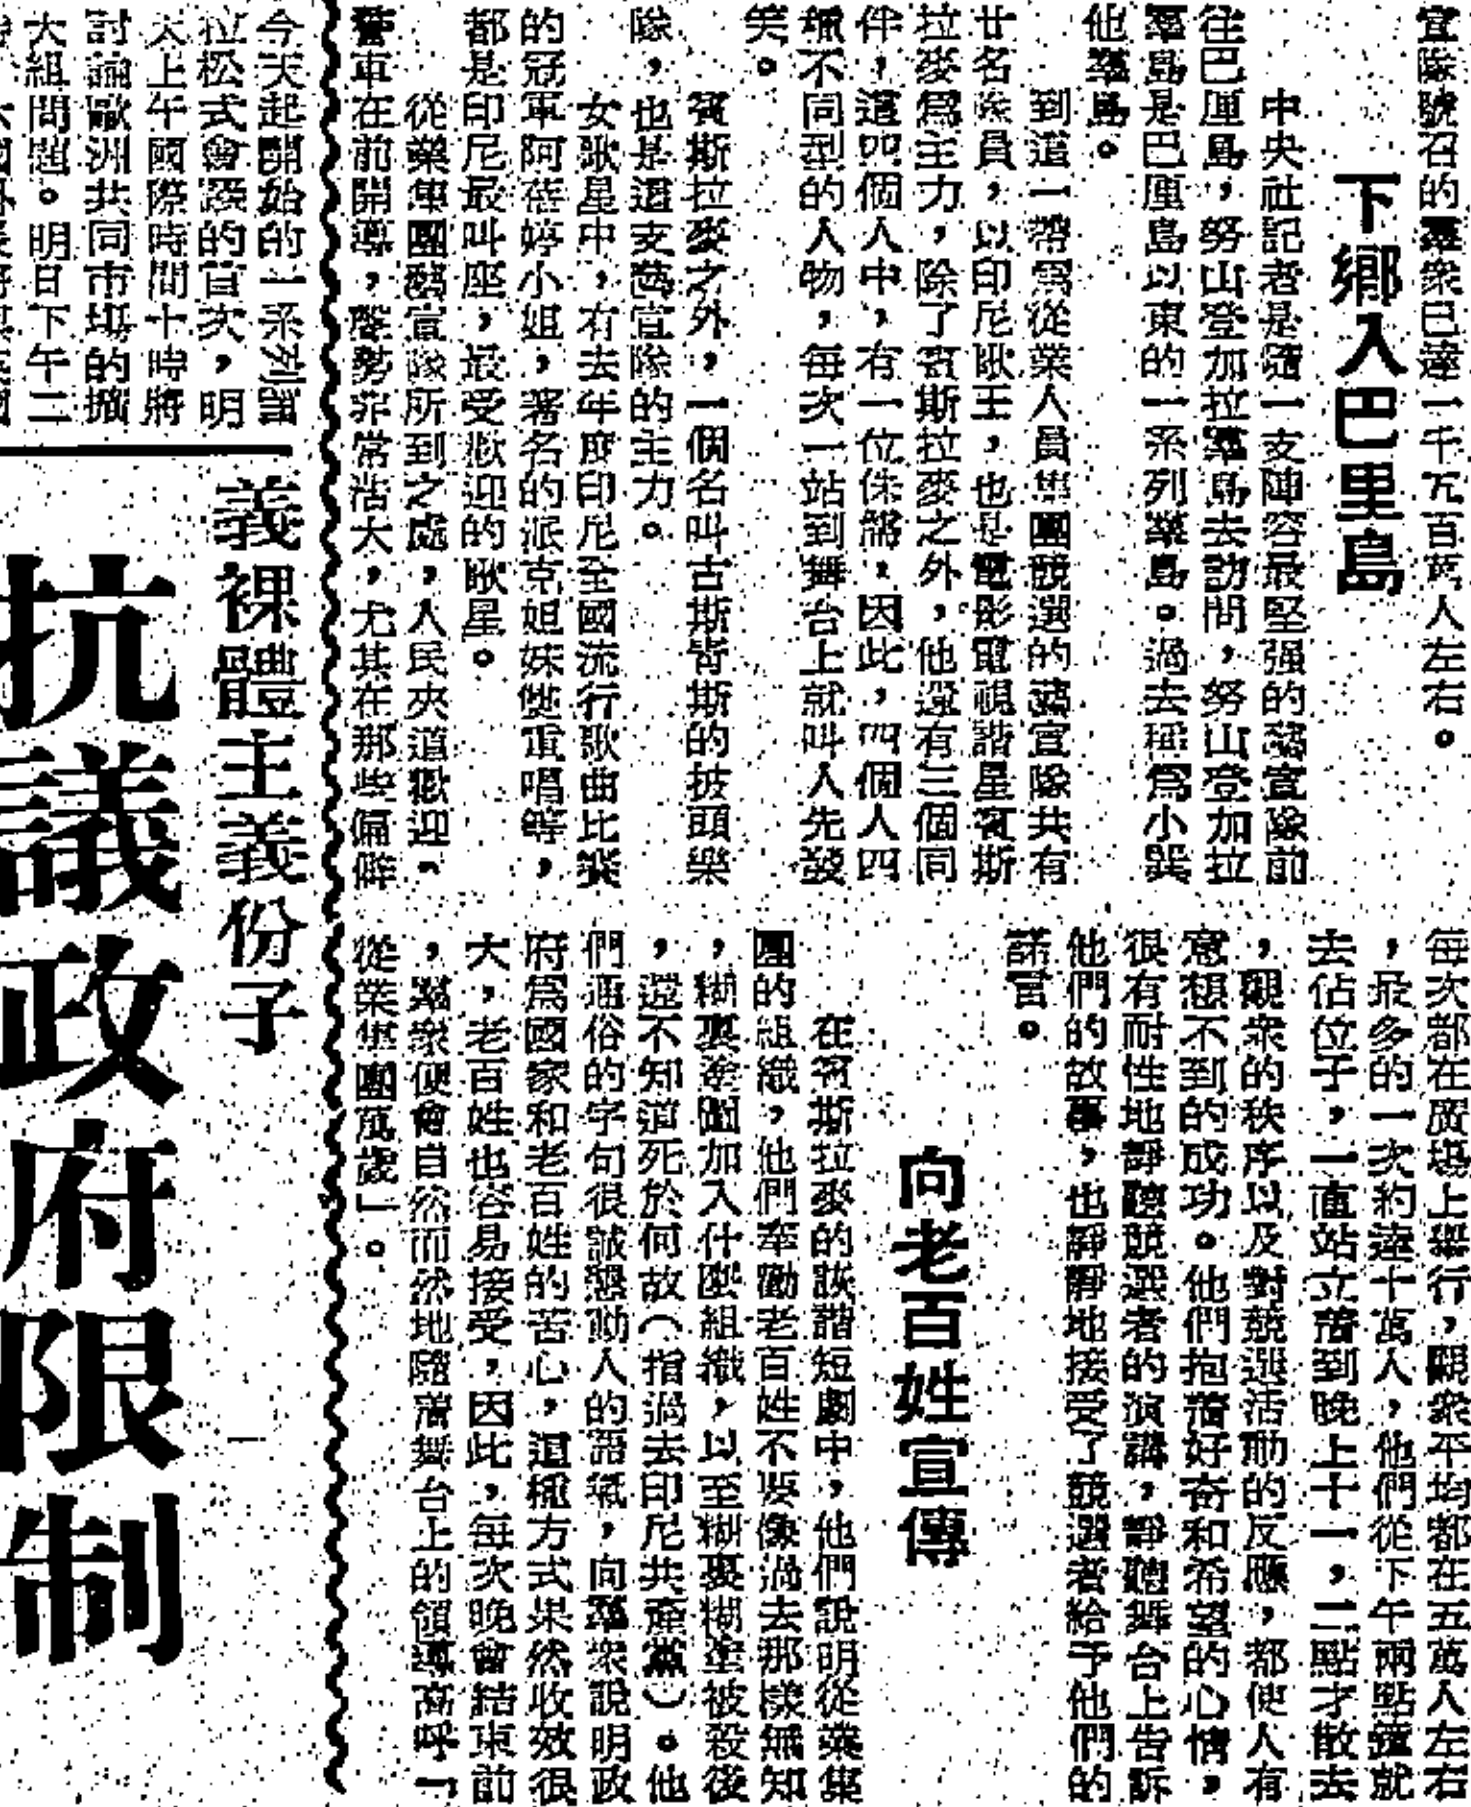 宣隊號召的羣衆已達一千五百萬人左右。
下鄉入巴里島
中央社記者是隨一支陣容最堅强的藝宣隊前
往巴厘島，努山登加拉羣島去訪問，努山登加拉
羣島是巴厘島以東的一系列羣島。過去稱爲小巽
他羣島。
到這一帶爲從業人員集團競選的藝宣隊共有
廿名隊員，以印尼歌王，也是電影電視諧星賓斯
拉麥爲主力，除了賓斯拉麥之外，他還有三個同
伴，這四個人中，有一位侏儒，因此，四個人四
種不同型的人物，每次一站到舞台上就叫人先發
笑。
賓斯拉麥之外，一個名叫古斯皆斯的披頭樂
隊，也是這支藝宣隊的主力。
女歌星中，有去年度印尼全國流行歌曲比賽
的冠軍阿蓓婷小姐，著名的派克姐妹雙重唱等，
都是印尼最叫座，最受歡迎的歌星。
從業集團藝宣隊所到之處，人民夾道歡迎，
警車在前開導，聲勢非常浩大，尤其在那些偏僻
每次都在廣場上舉行，觀衆平均都在五萬人左右
，最多的一次約達十萬人，他們從下午兩點鐘就
去佔位子，一直站立着到晚上十一，二點才散去
，觀衆的秩序以及對競選活動的反應，都使人有
意想不到的成功。他們抱着好奇和希望的心情，
很有耐性地靜聽競選者的演講，靜聽舞台上告訴
他們的故事，也靜靜地接受了競選者給予他們的
諾言。
向老百姓宣傳
在賓斯拉麥的詼諧短劇中，他們說明從業集
團的組織，他們奉勸老百姓不要像過去那樣無知
，糊裏塗圖加入什麽組織，以至糊裏糊塗被殺後
，還不知道死於何故（指過去印尼共產黨）。他
們通俗的字句很誠懇動人的語氣，向羣衆說明政
府爲國家和老百姓的苦心，這種方式果然收效很
大，老百姓也容易接受，因此，每次晚會結束前
，羣衆便會自然而然地隨着舞台上的領導高呼「
從業集團萬歲」。
義裸體主義份子
抗議政府限制
今天起開始的一系列
拉松式會議的首次，明
天上午國際時間十時將
討論歐洲共同市場的擴
大組問題。明日下午二